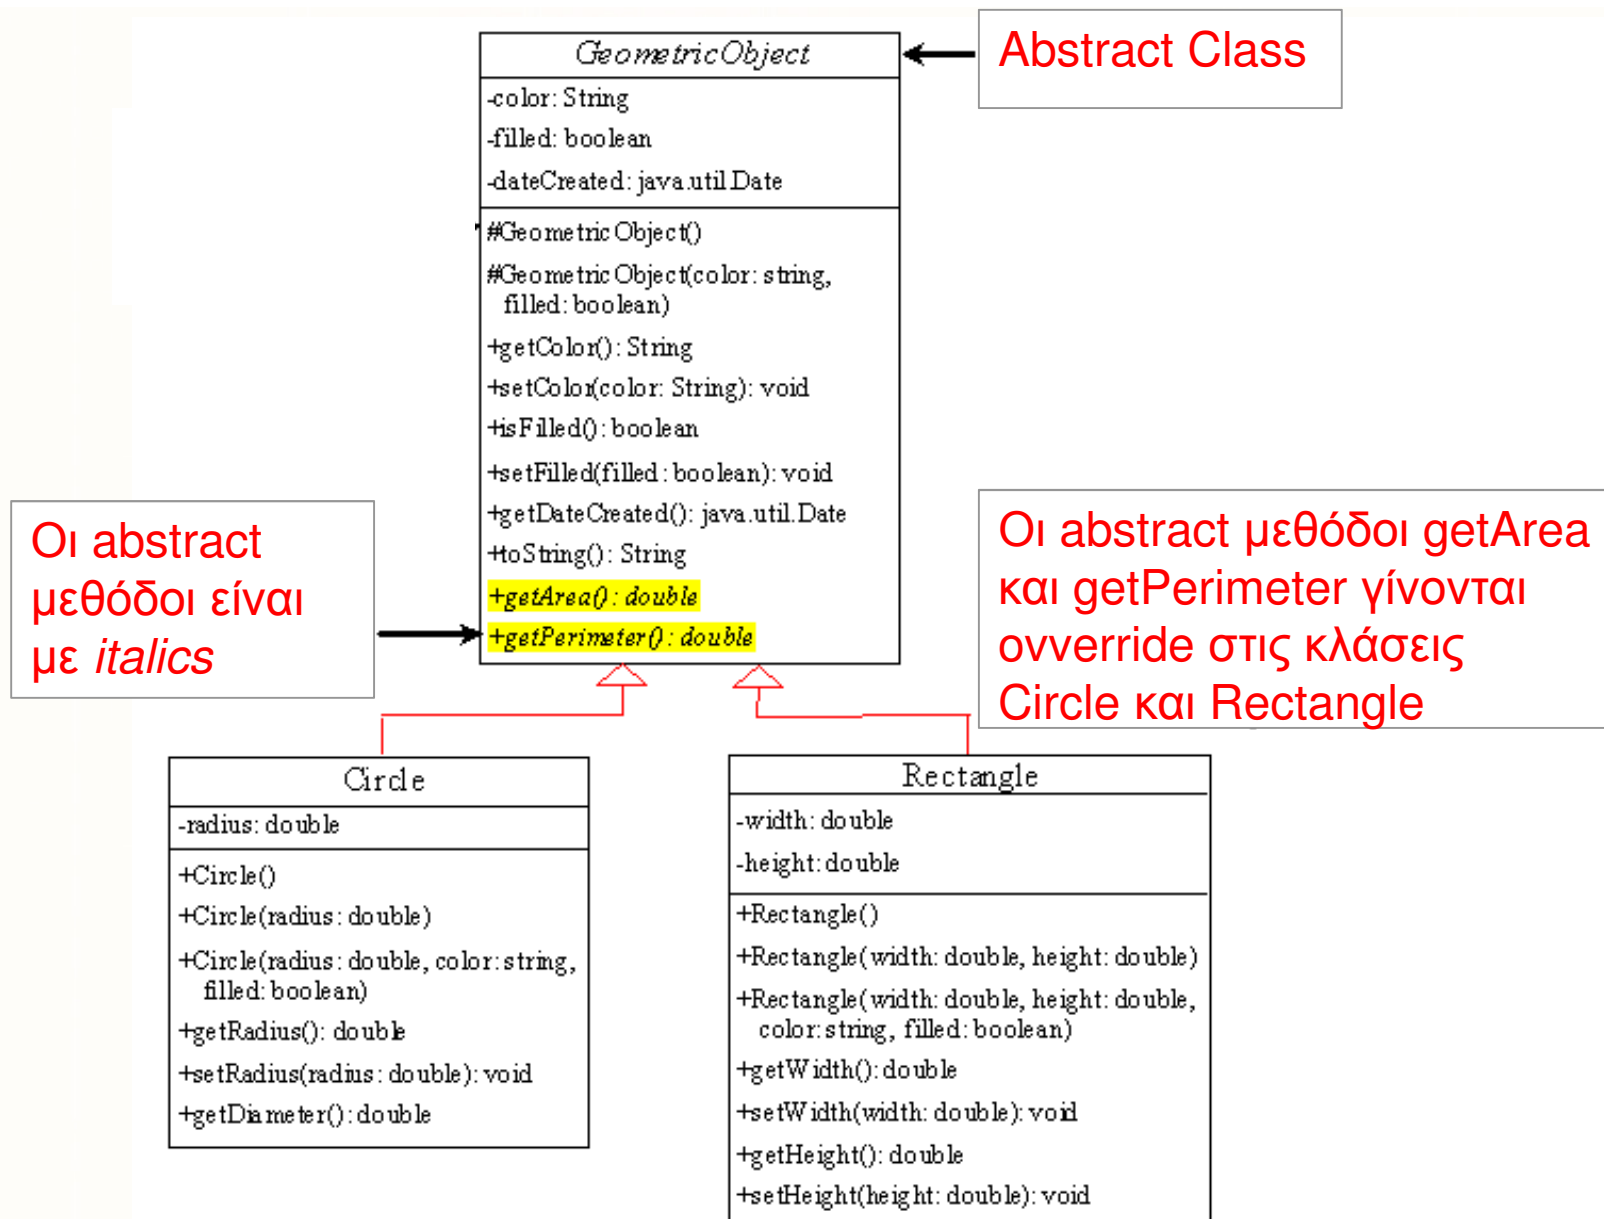 GeometricObject
Abstract Class
-color: String
-filled: boolean
-dateCreated: java.util.Date
#GeometricObject()
#GeometricObject(color: string,
filled: boolean)
+getColor(): String
+setColor(color: String): void
+isFilled(): boolean
+setFilled(filled: boolean): void
+getDateCreated(): java.util.Date
+toString(): String
+getArea(): double
+getPerimeter(): double
Οι abstract
μεθόδοι είναι
με italics
Οι abstract μεθόδοι getArea
και getPerimeter γίνονται
ovverride στις κλάσεις
Circle και Rectangle
Circle
-radius: double
+Circle()
+Circle(radius: double)
+Circle(radius: double, color: string,
filled: boolean)
+getRadius(): double
+setRadius(radius: double): void
+getDiameter(): double
Rectangle
-width: double
-height: double
+Rectangle()
+Rectangle(width: double, height: double)
+Rectangle(width: double, height: double,
color: string, filled: boolean)
+getWidth(): double
+setWidth(width: double): void
+getHeight(): double
+setHeight(height: double): void